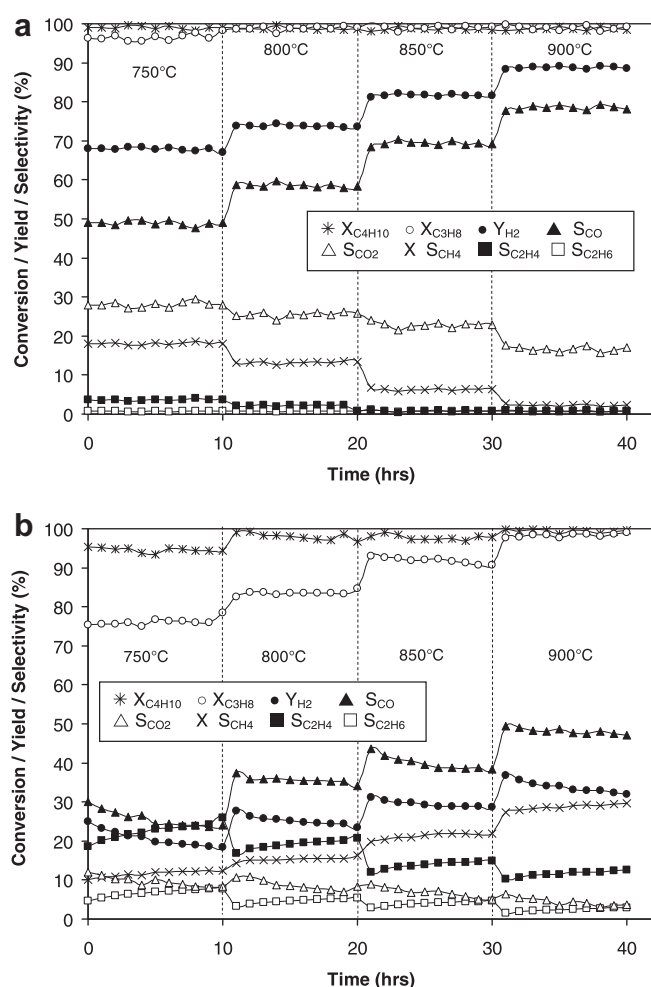 a
Conversion / Yield / Selectivity (%)
100
90
80
70
60
50
40
30
20
10
0
750°C
800°C
850°C
900°C
X_C4H10 X_C3H8 Y_H2 S_CO
S_CO2 S_CH4 S_C2H4 S_C2H6
0 10 20 30 40
Time (hrs)
b
Conversion / Yield / Selectivity (%)
100
90
80
70
60
50
40
30
20
10
0
750°C
800°C
850°C
900°C
X_C4H10 X_C3H8 Y_H2 S_CO
S_CO2 S_CH4 S_C2H4 S_C2H6
0 10 20 30 40
Time (hrs)